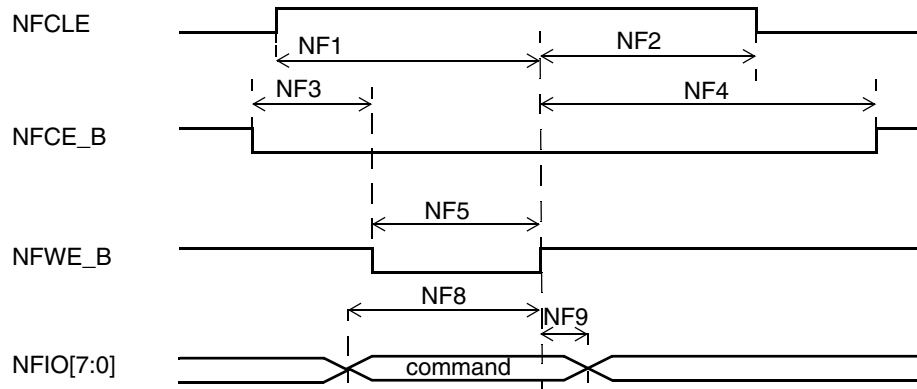 NFCLE
NF1
NF2
NF3
NF4
NFCE_B
NF5
NFWE_B
NF8
NF9
NFIO[7:0]
command